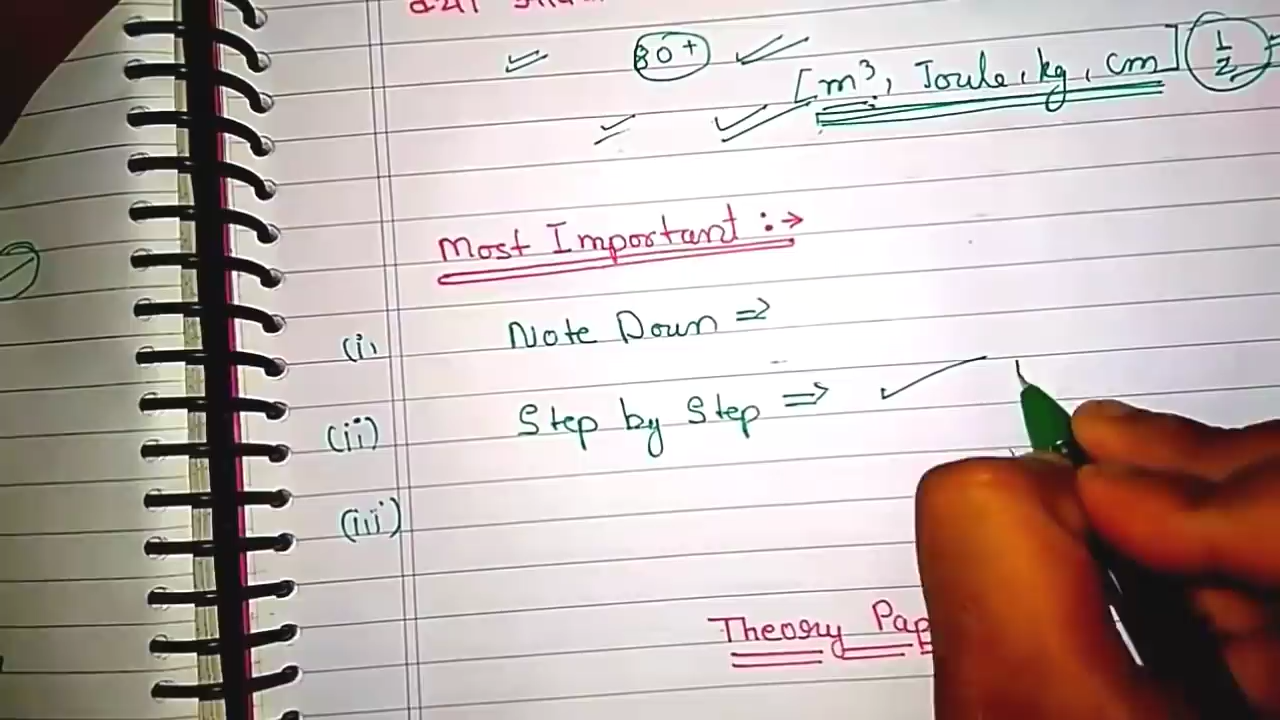 80+
[m³, Joule, kg, cm] 1/2 =
Most Important :→
(i) Note Down ⇒
(ii) Step by Step ⇒
(iii)
Theory Pap